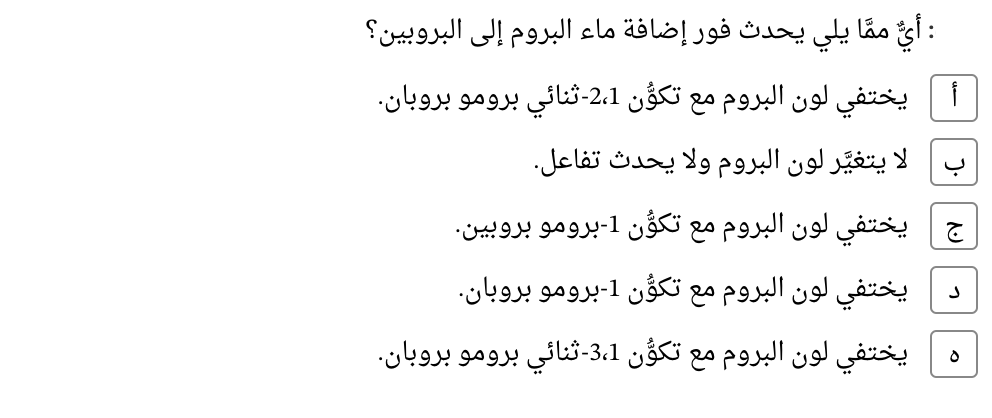 : أيٌّ ممَّا يلي يحدث فور إضافة ماء البروم إلى البروبين؟
أ يختفي لون البروم مع تكوُّن 2،1-ثنائي برومو بروبان.
ب لا يتغيَّر لون البروم ولا يحدث تفاعل.
ج يختفي لون البروم مع تكوُّن 1-برومو بروبين.
د يختفي لون البروم مع تكوُّن 1-برومو بروبان.
ه يختفي لون البروم مع تكوُّن 3،1-ثنائي برومو بروبان.